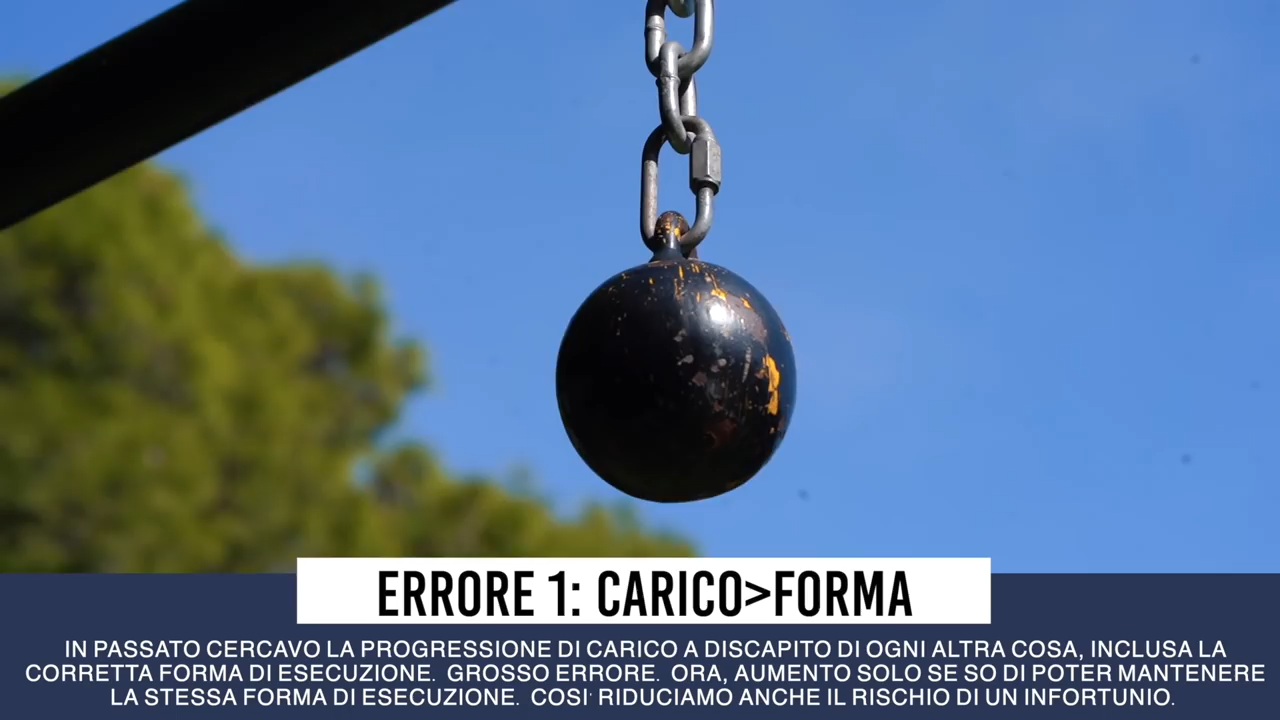 ERRORE 1: CARICO>FORMA
IN PASSATO CERCAVO LA PROGRESSIONE DI CARICO A DISCAPITO DI OGNI ALTRA COSA, INCLUSA LA
CORRETTA FORMA DI ESECUZIONE. GROSSO ERRORE. ORA, AUMENTO SOLO SE SO DI POTER MANTENERE
LA STESSA FORMA DI ESECUZIONE. COSI' RIDUCIAMO ANCHE IL RISCHIO DI UN INFORTUNIO.